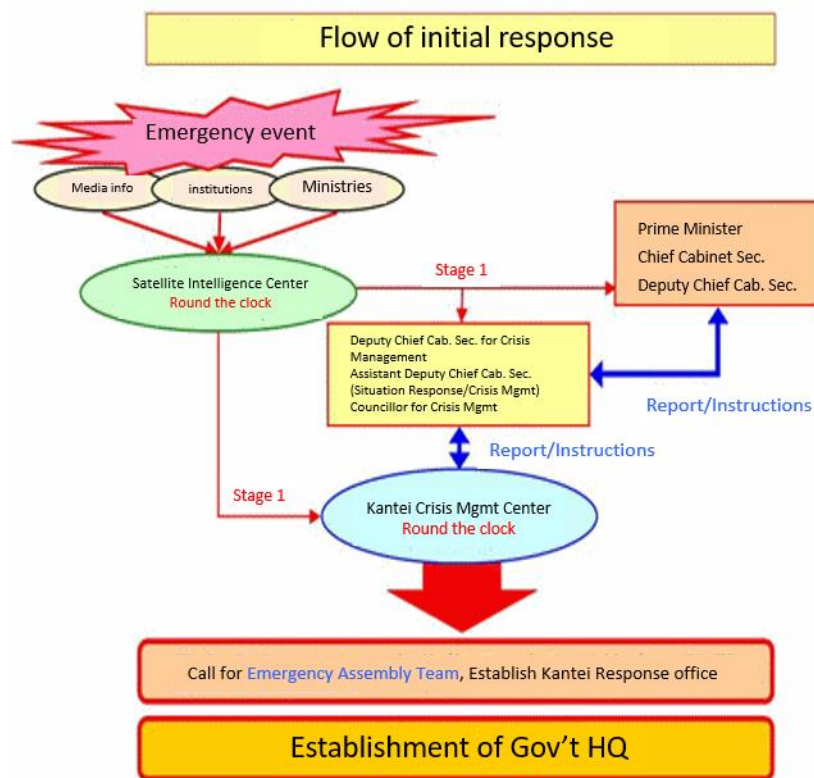 Flow of initial response
Emergency event
Media info
institutions
Ministries
Prime Minister
Chief Cabinet Sec.
Deputy Chief Cab. Sec.
Stage 1
Satellite Intelligence Center
Round the clock
Deputy Chief Cab. Sec. for Crisis
Management
Assistant Deputy Chief Cab. Sec.
(Situation Response/Crisis Mgmt)
Councillor for Crisis Mgmt
Report/Instructions
Report/Instructions
Stage 1
Kantei Crisis Mgmt Center
Round the clock
Call for Emergency Assembly Team, Establish Kantei Response office
Establishment of Gov't HQ